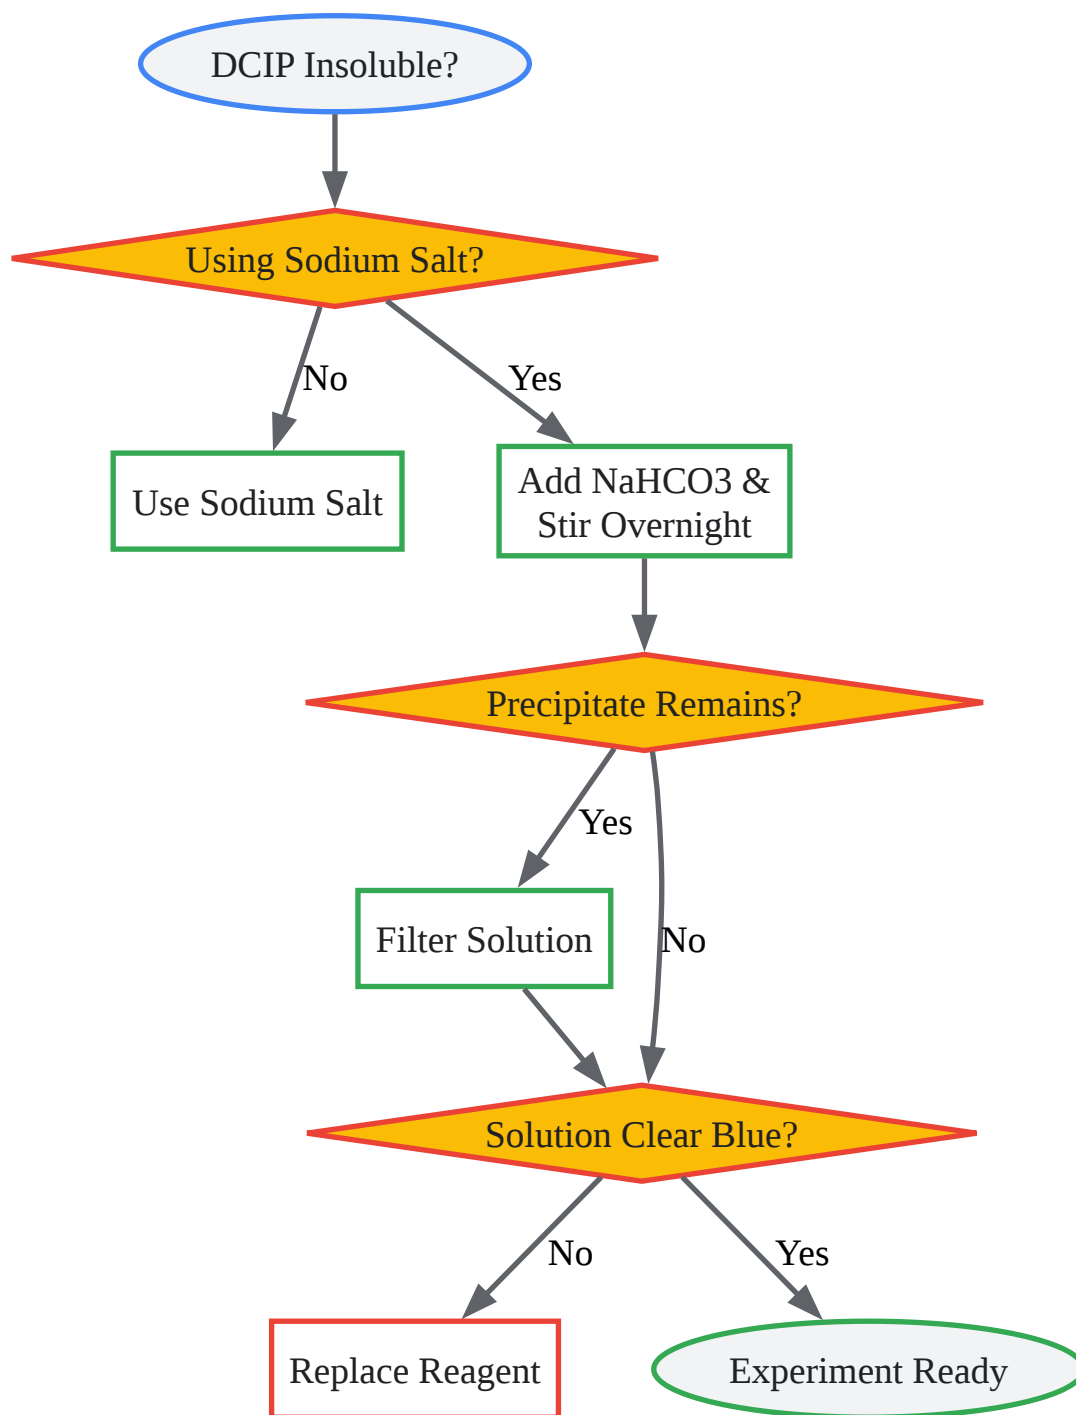 DCIP Insoluble?
Using Sodium Salt?
No
Yes
Use Sodium Salt
Add NaHCO3 &
Stir Overnight
Precipitate Remains?
Yes
Filter Solution
No
Solution Clear Blue?
No
Yes
Replace Reagent
Experiment Ready